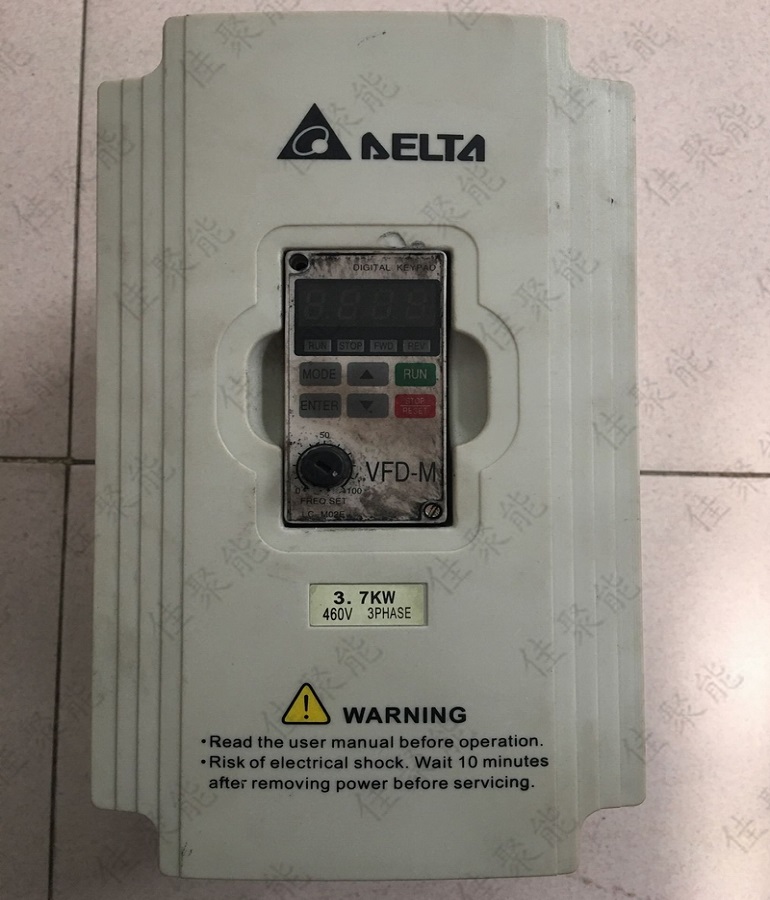 DELTA
DIGITAL KEYPAD
RUN STOP FWD REV
MODE RUN
ENTER STOP RESET
50
VFD-M
0 100
FREQ SET
LC-M02E
3.7KW
460V 3PHASE
WARNING
•Read the user manual before operation.
•Risk of electrical shock. Wait 10 minutes
after removing power before servicing.
佳聚能